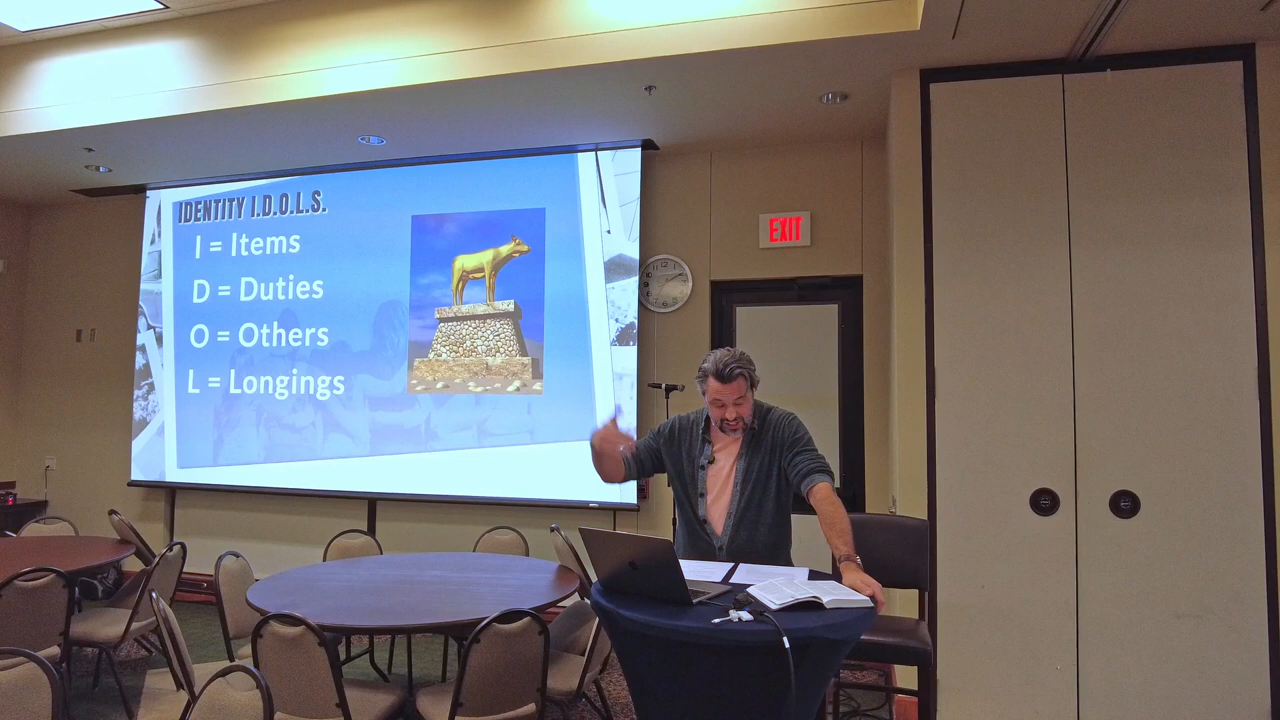 IDENTITY I.D.O.L.S.
I = Items
D = Duties
O = Others
L = Longings
EXIT